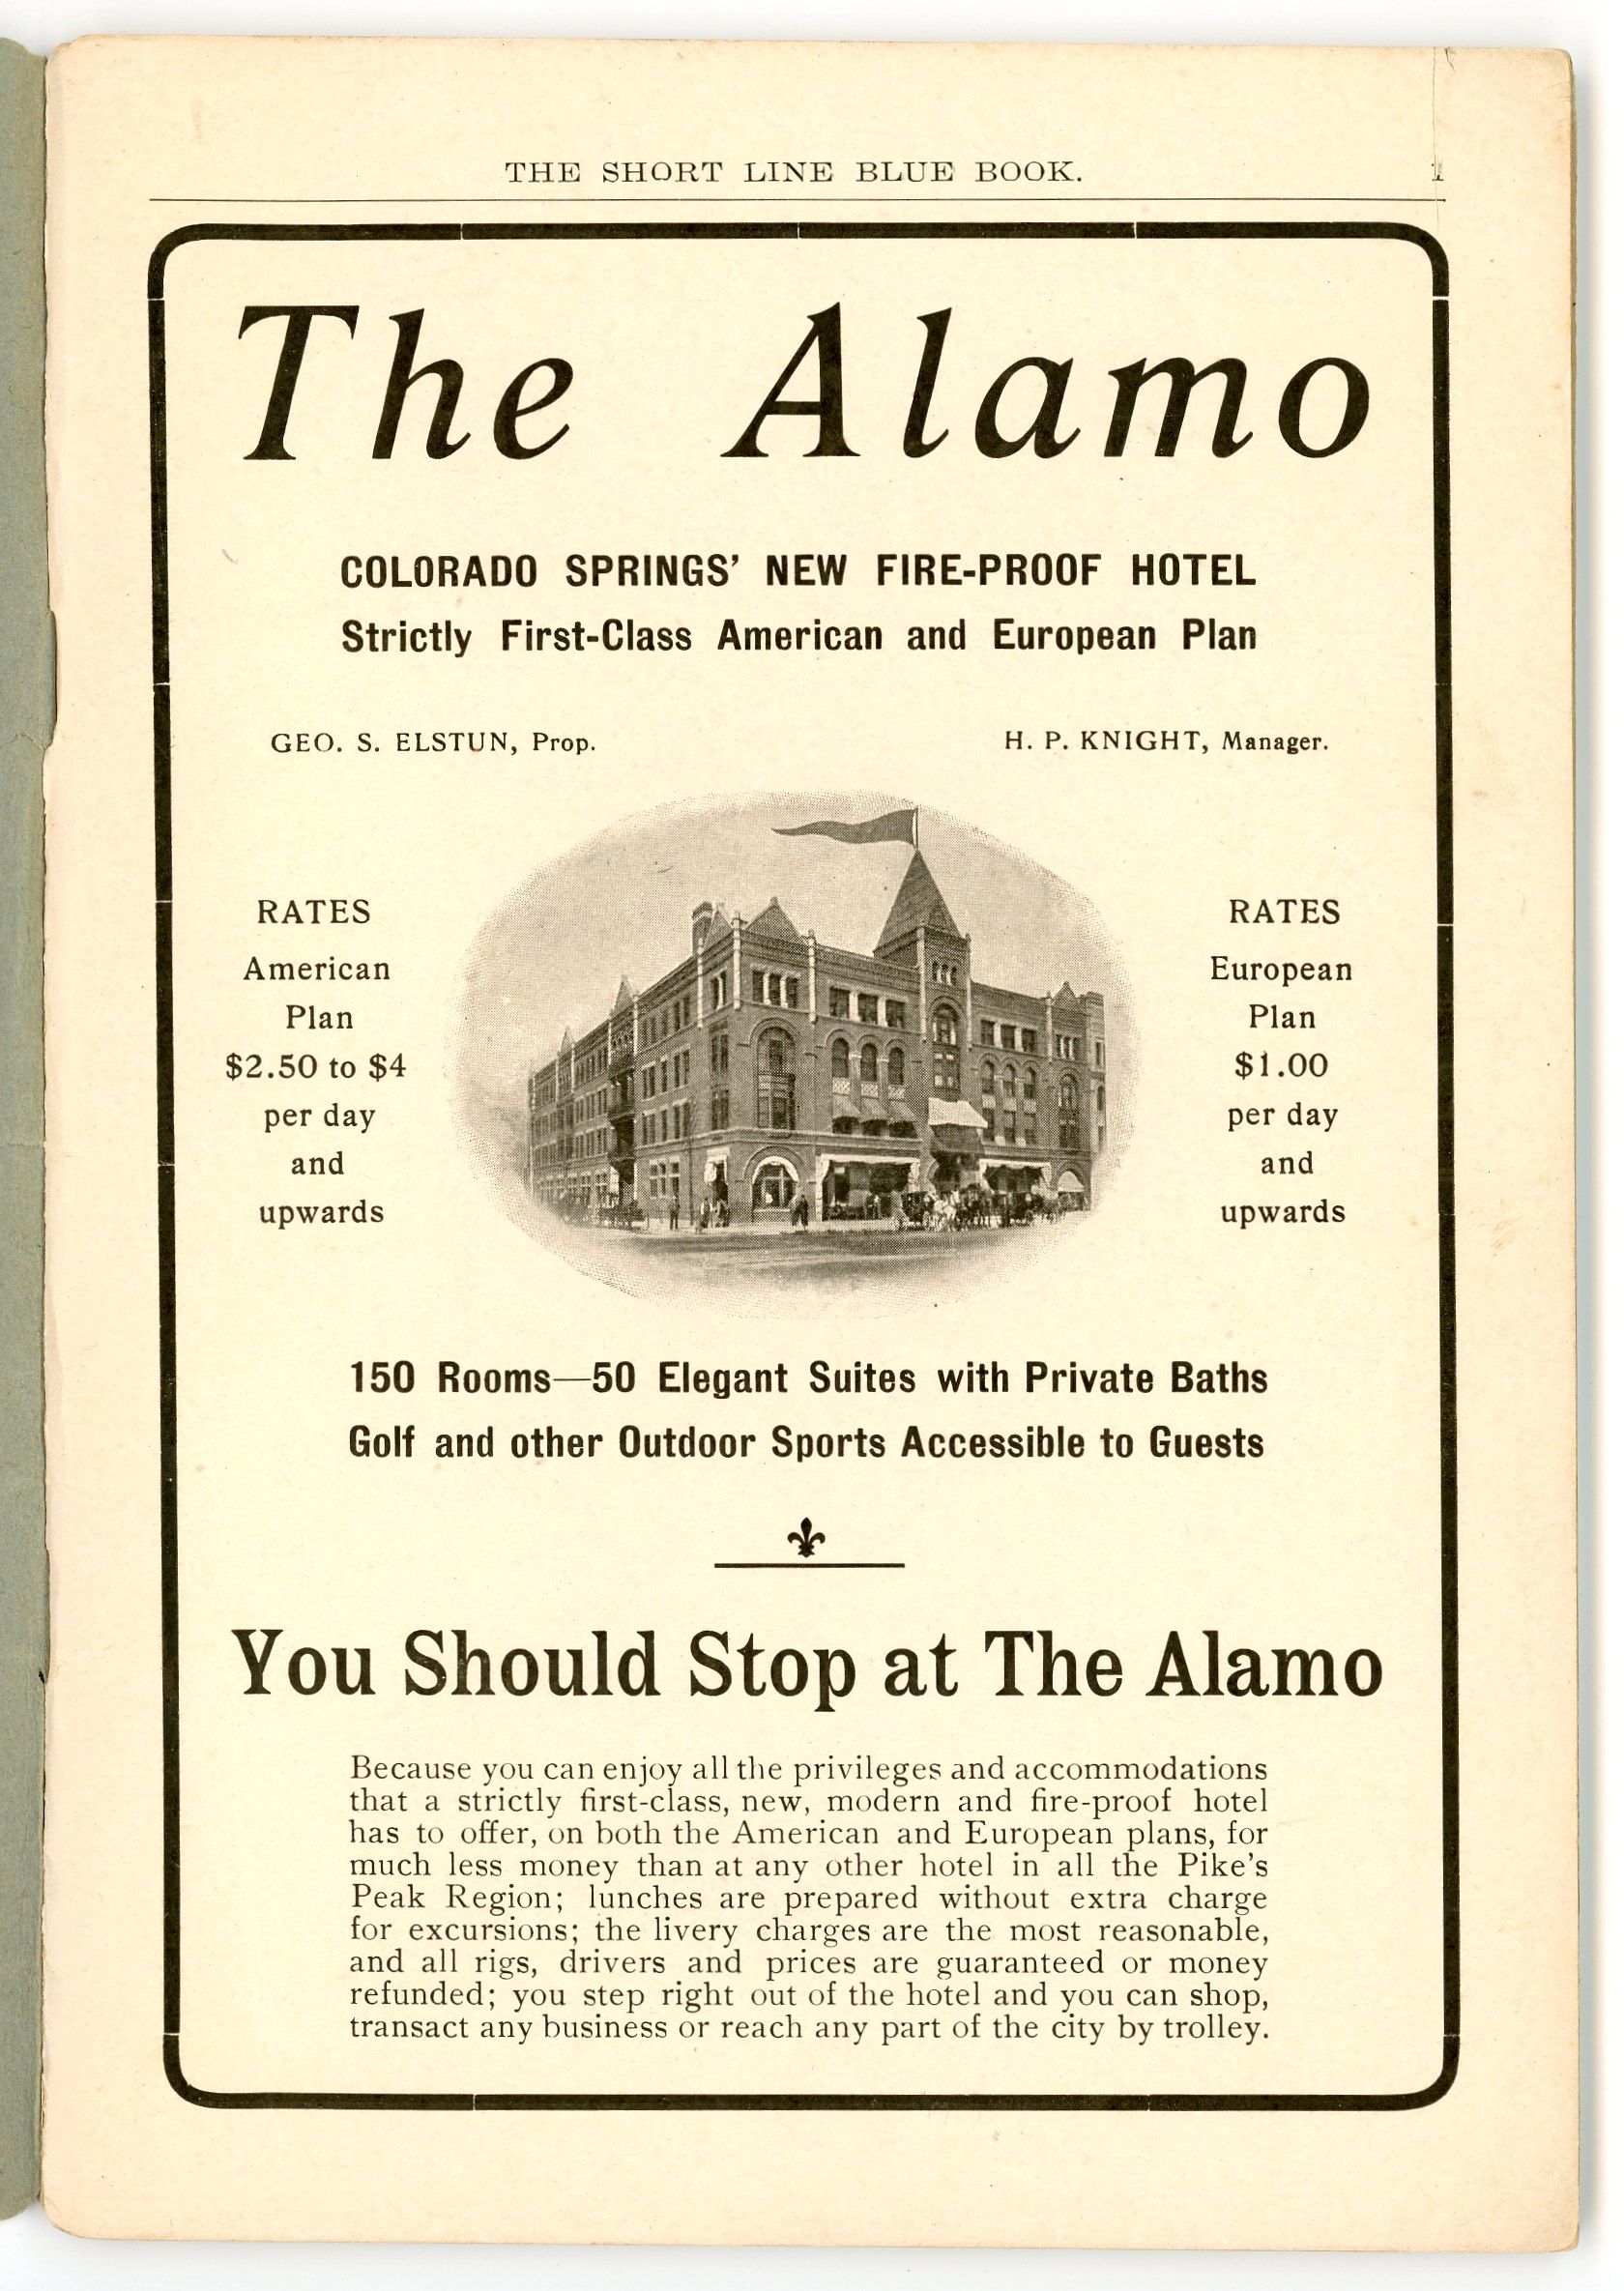 THE SHORT LINE BLUE BOOK. 1
The Alamo
COLORADO SPRINGS’ NEW FIRE-PROOF HOTEL
Strictly First-Class American and European Plan
GEO. S. ELSTUN, Prop.
H. P. KNIGHT, Manager.
RATES
American
Plan
$2.50 to $4
per day
and
upwards
RATES
European
Plan
$1.00
per day
and
upwards
150 Rooms—50 Elegant Suites with Private Baths
Golf and other Outdoor Sports Accessible to Guests
You Should Stop at The Alamo
Because you can enjoy all the privileges and accommodations
that a strictly first-class, new, modern and fire-proof hotel
has to offer, on both the American and European plans, for
much less money than at any other hotel in all the Pike’s
Peak Region; lunches are prepared without extra charge
for excursions; the livery charges are the most reasonable,
and all rigs, drivers and prices are guaranteed or money
refunded; you step right out of the hotel and you can shop,
transact any business or reach any part of the city by trolley.